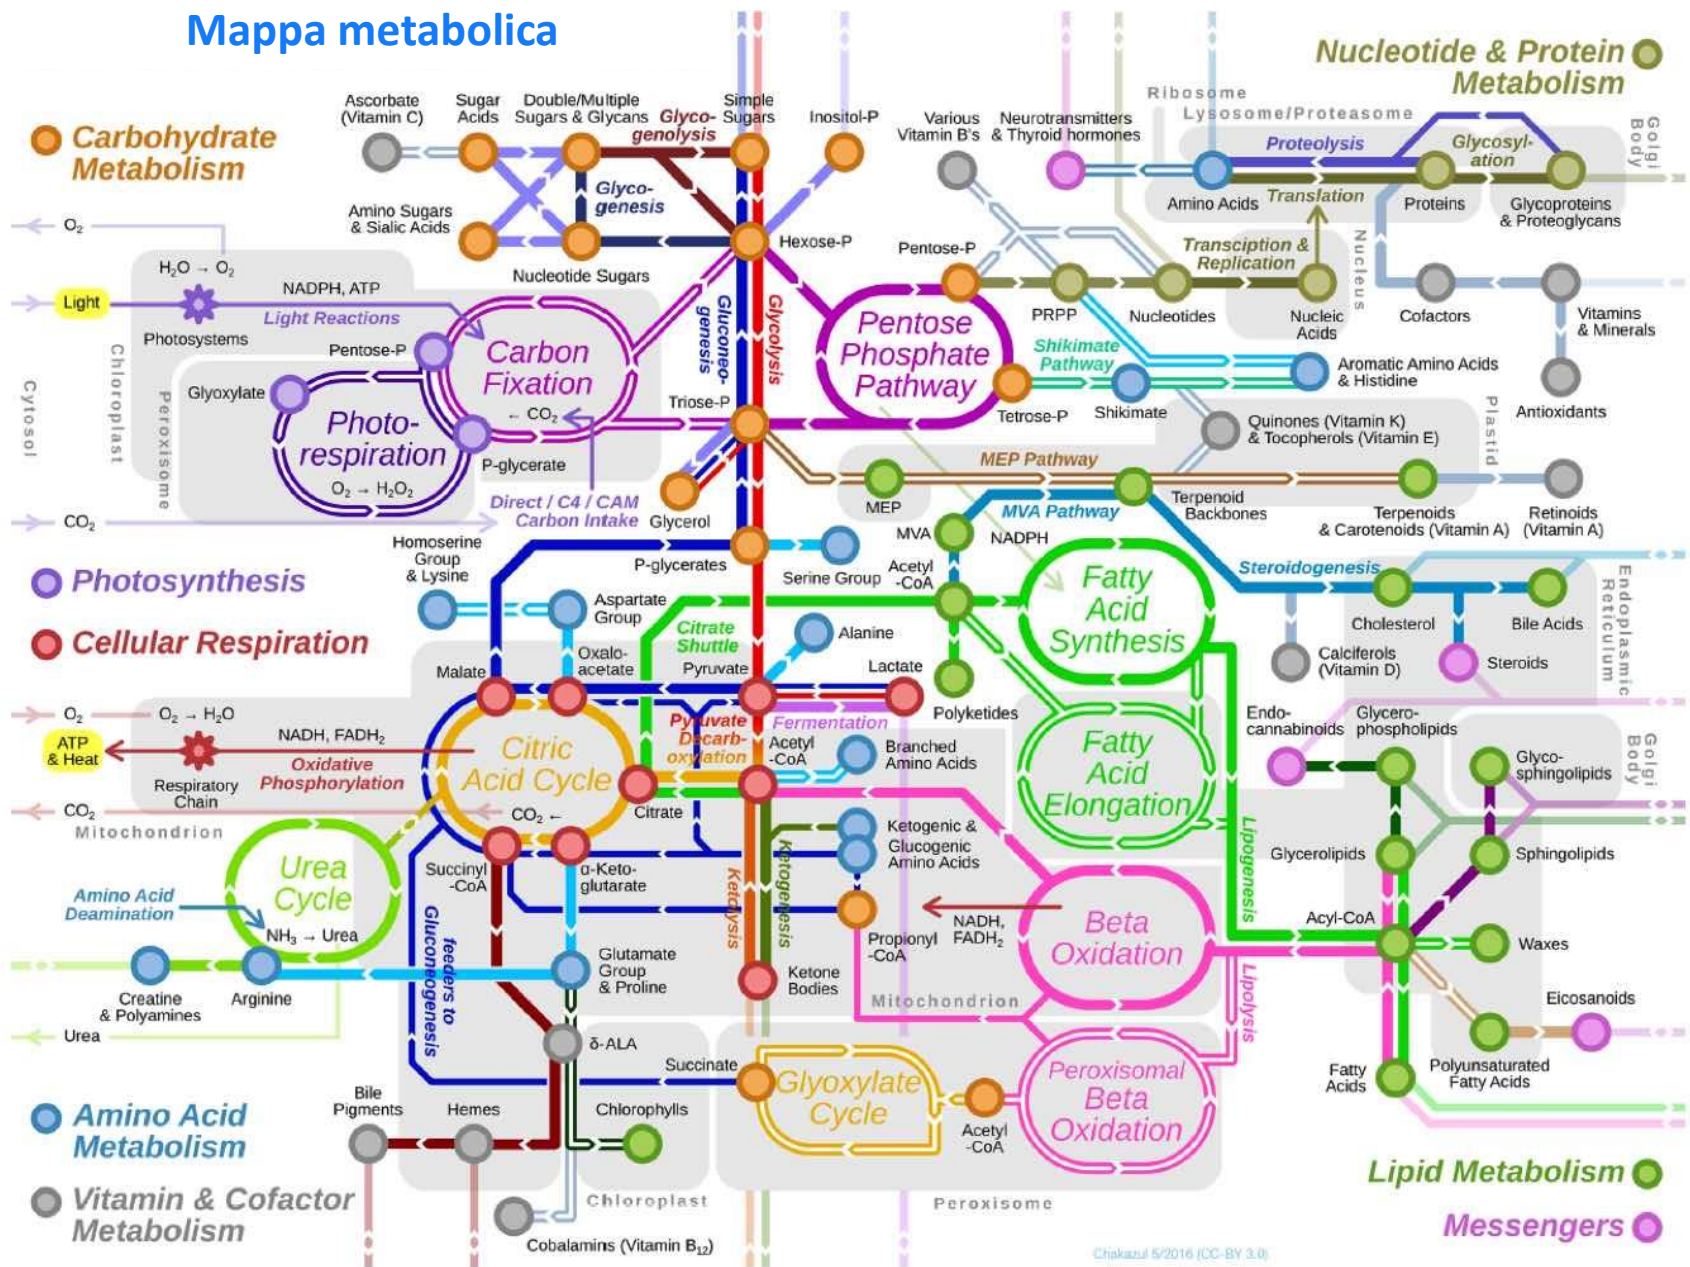 Mappa metabolica
Nucleotide & Protein
Metabolism
Carbohydrate
Metabolism
Ascorbate
(Vitamin C)
Sugar
Acids
Double/Multiple
Sugars & Glycans
Glyco-
genolysis
Simple
Sugars
Inositol-P
Various
Vitamin B's
Neurotransmitters
& Thyroid hormones
Ribosome
Lysosome/Proteasome
Proteolysis
Glycosyl-
ation
Golgi
Body
Amino Acids
Translation
Proteins
Glycoproteins
& Proteoglycans
Glyco-
genesis
Amino Sugars
& Sialic Acids
Nucleotide Sugars
Hexose-P
Pentose-P
Transciption &
Replication
Nucleus
PRPP
Nucleotides
Nucleic
Acids
Cofactors
Vitamins
& Minerals
Antioxidants
O₂
H₂O → O₂
Light
NADPH, ATP
Light Reactions
Photosystems
Chloroplast
Cytosol
Peroxisome
Pentose-P
Glyoxylate
Carbon
Fixation
← CO₂
Photo-
respiration
O₂ → H₂O₂
P-glycerate
Direct / C4 / CAM
Carbon Intake
CO₂
Gluconeo-
genesis
Glycolysis
Triose-P
Glycerol
Pentose
Phosphate
Pathway
Tetrose-P
Shikimate
Pathway
Shikimate
Aromatic Amino Acids
& Histidine
Quinones (Vitamin K)
& Tocopherols (Vitamin E)
Plastid
MEP Pathway
MEP
MVA Pathway
Terpenoid
Backbones
Terpenoids
& Carotenoids (Vitamin A)
Retinoids
(Vitamin A)
MVA
NADPH
Acetyl
-CoA
Photosynthesis
Cellular Respiration
Homoserine
Group
& Lysine
Aspartate
Group
P-glycerates
Serine Group
Citrate
Shuttle
Alanine
Fatty
Acid
Synthesis
Steroidogenesis
Cholesterol
Bile Acids
Endoplasmic
Reticulum
Calciferols
(Vitamin D)
Steroids
Malate
Oxalo-
acetate
Pyruvate
Lactate
Polyketides
Pyruvate
Decarb-
oxylation
Fermentation
Acetyl
-CoA
Branched
Amino Acids
Fatty
Acid
Elongation
Endo-
cannabinoids
Glycero-
phospholipids
Glyco-
sphingolipids
Golgi
Body
O₂
O₂ → H₂O
ATP
& Heat
NADH, FADH₂
Oxidative
Phosphorylation
Respiratory
Chain
CO₂
Mitochondrion
Citric
Acid Cycle
CO₂ ←
Citrate
Ketogenic &
Glucogenic
Amino Acids
Ketolysis
Ketogenesis
Lipogenesis
Glycerolipids
Sphingolipids
Urea
Cycle
NH₃ → Urea
Amino Acid
Deamination
Succinyl
-CoA
α-Keto-
glutarate
feeders to
Gluconeogenesis
Propionyl
-CoA
NADH,
FADH₂
Beta
Oxidation
Acyl-CoA
Waxes
Creatine
& Polyamines
Arginine
Glutamate
Group
& Proline
Ketone
Bodies
Mitochondrion
Lipolysis
Eicosanoids
Urea
δ-ALA
Succinate
Glyoxylate
Cycle
Acetyl
-CoA
Peroxisomal
Beta
Oxidation
Fatty
Acids
Polyunsaturated
Fatty Acids
Bile
Pigments
Hemes
Chlorophylls
Amino Acid
Metabolism
Vitamin & Cofactor
Metabolism
Chloroplast
Peroxisome
Cobalamins (Vitamin B₁₂)
Lipid Metabolism
Messengers
Chakazul 5/2016 (CC-BY 3.0)